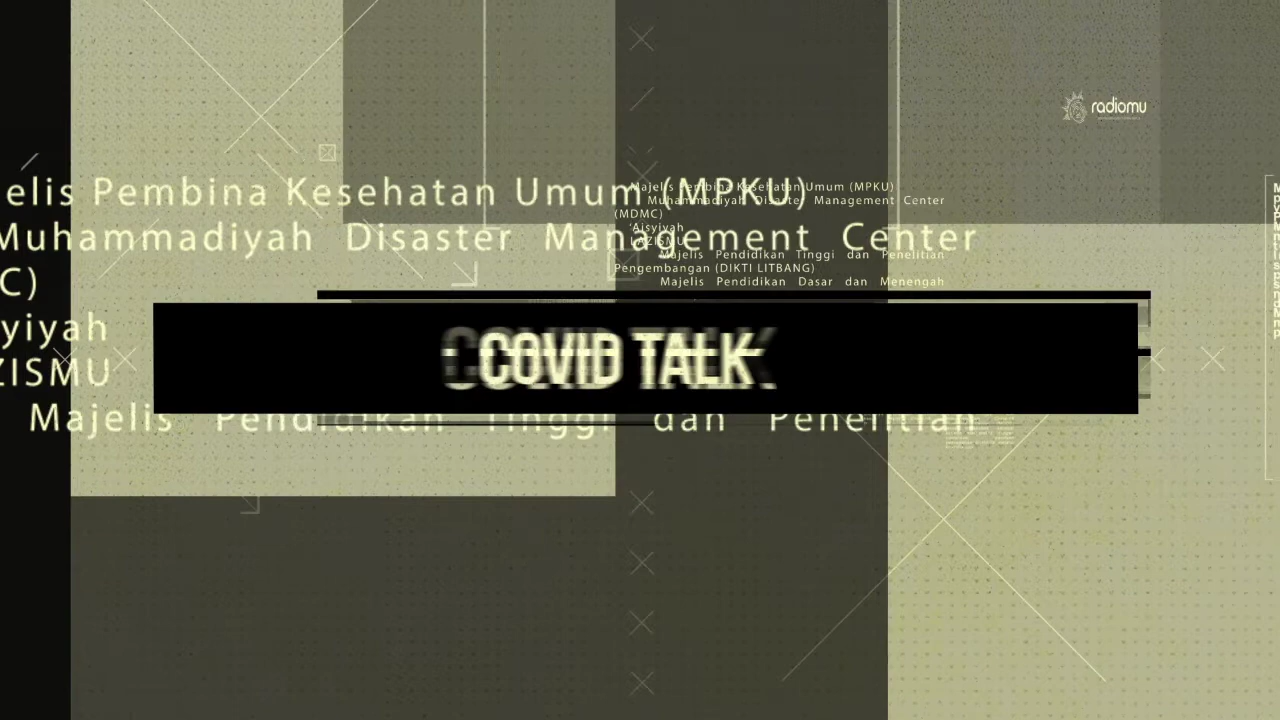 radiomu
elis Pembina Kesehatan Umum (MPKU)
Muhammadiyah Disaster Management Center
C)
yiyah
ZISMU
Majelis Pendidikan Tinggi dan Penelitian
Majelis Pembina Kesehatan Umum (MPKU)
Muhammadiyah Disaster Management Center
(MDMC)
'Aisyiyah
LAZISMU
Majelis Pendidikan Tinggi dan Penelitian
Pengembangan (DIKTI LITBANG)
Majelis Pendidikan Dasar dan Menengah
COVID TALK